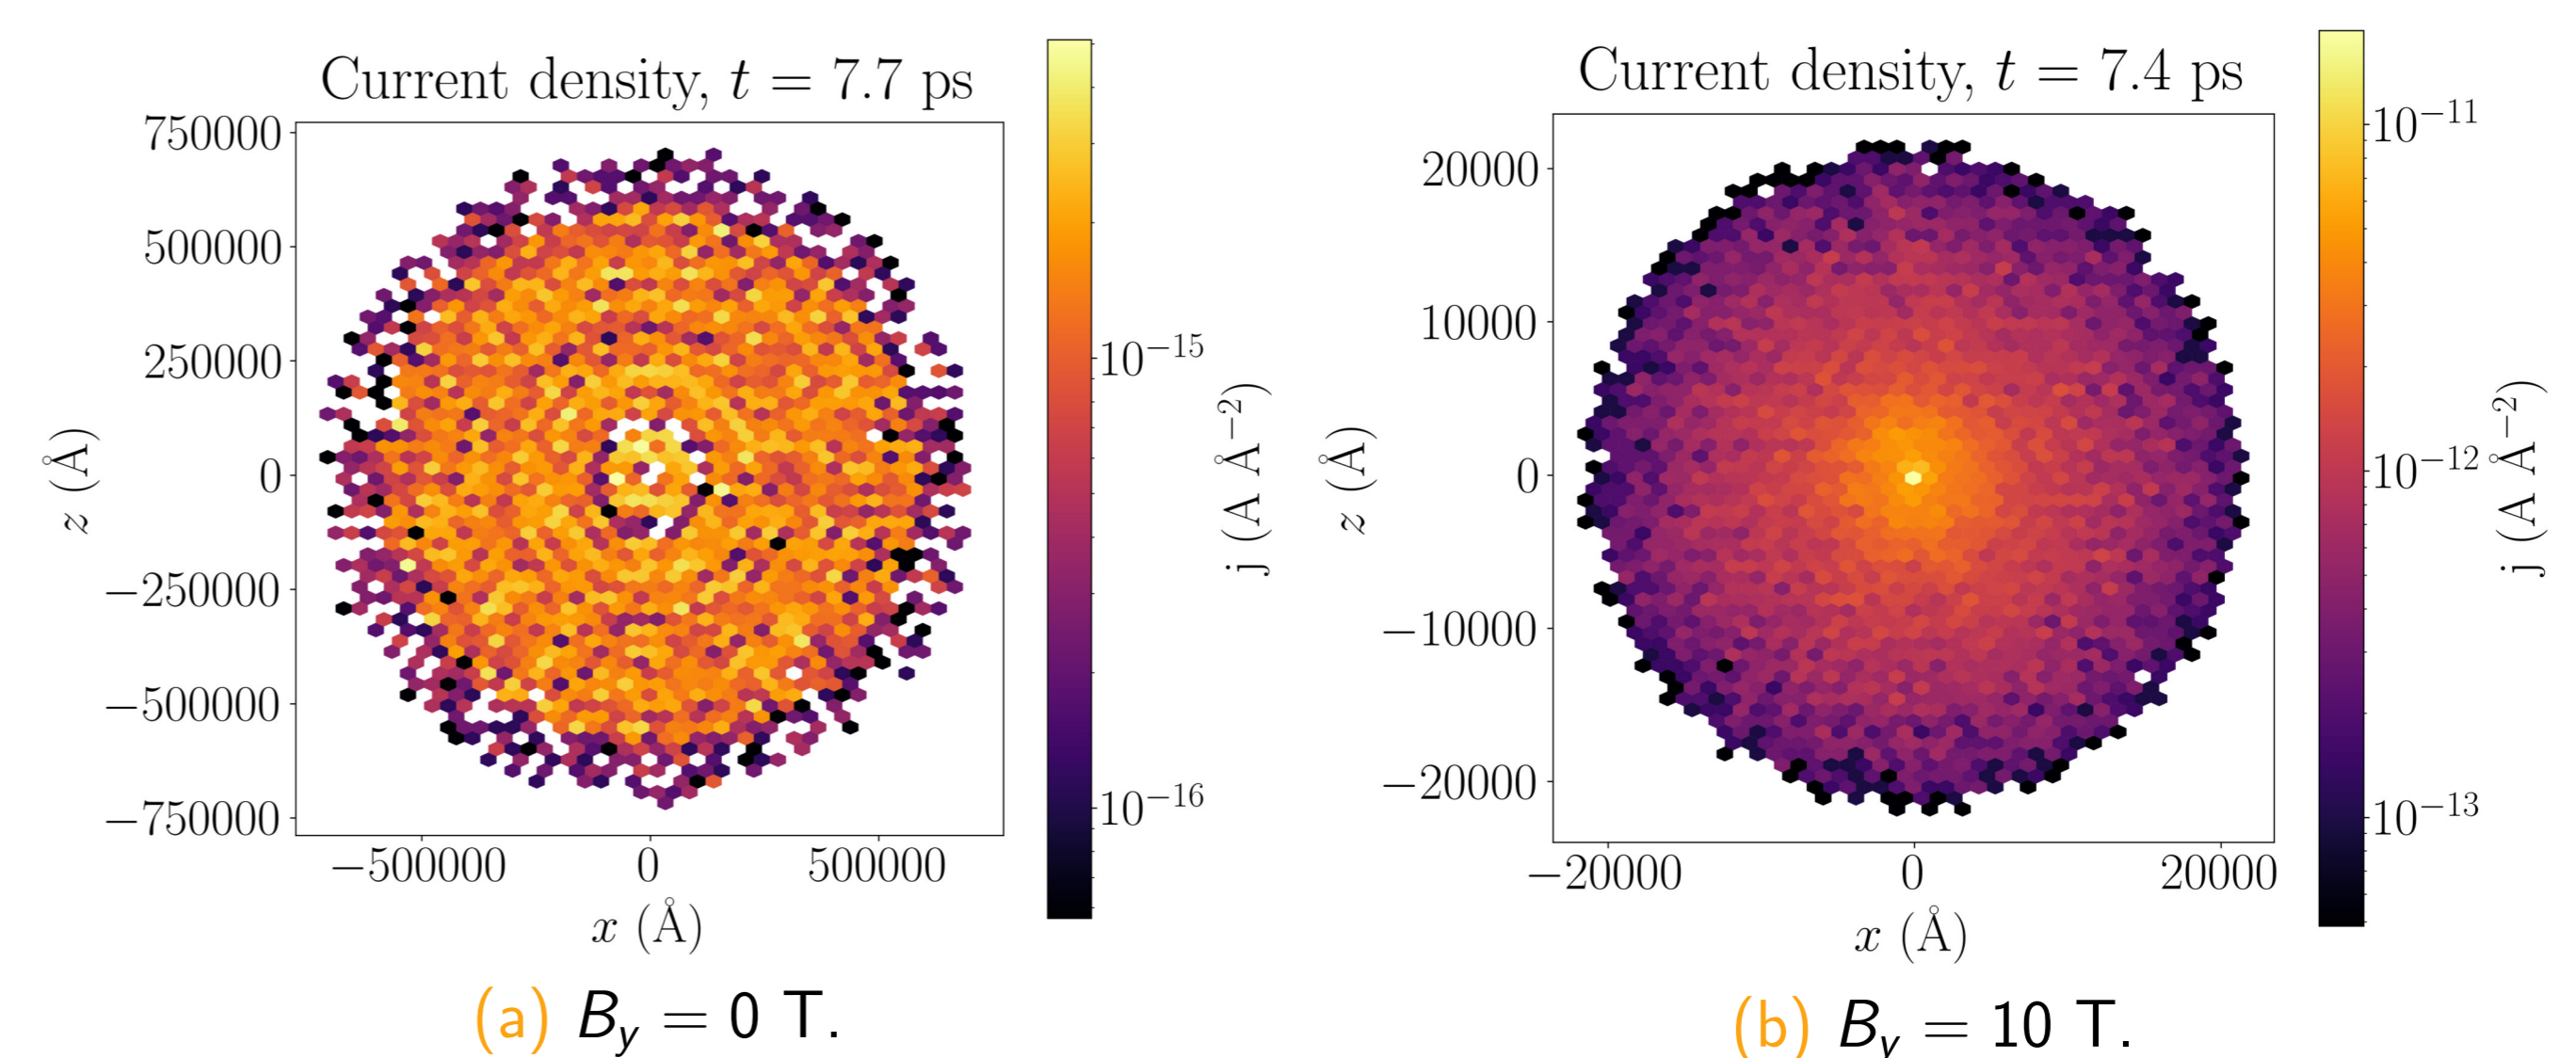 Current density, t = 7.7 ps
750000
500000
250000
0
−250000
−500000
−750000
z (Å)
−500000 0 500000
x (Å)
10⁻¹⁵
10⁻¹⁶
j (A Å⁻²)
(a) B_y = 0 T.
Current density, t = 7.4 ps
20000
10000
0
−10000
−20000
z (Å)
−20000 0 20000
x (Å)
10⁻¹¹
10⁻¹²
10⁻¹³
j (A Å⁻²)
(b) B_y = 10 T.